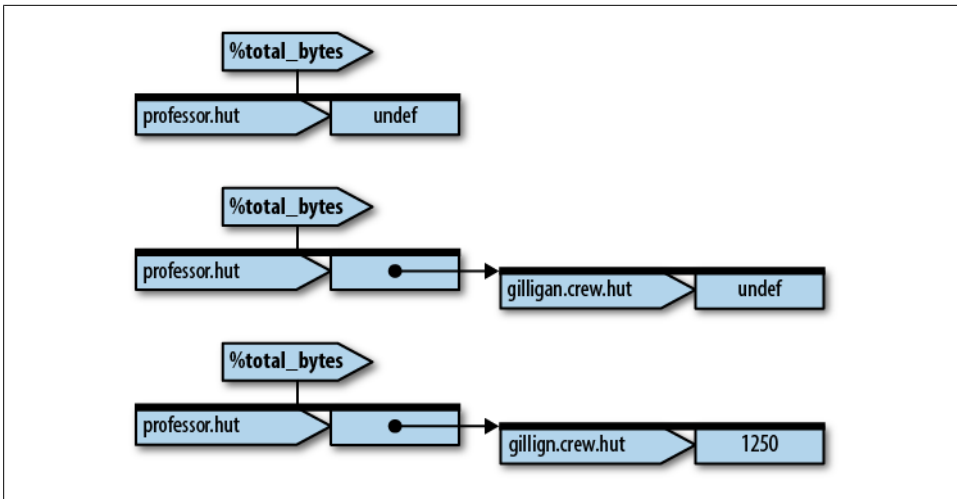 %total_bytes
professor.hut undef
%total_bytes
professor.hut
gilligan.crew.hut undef
%total_bytes
professor.hut
gillign.crew.hut 1250